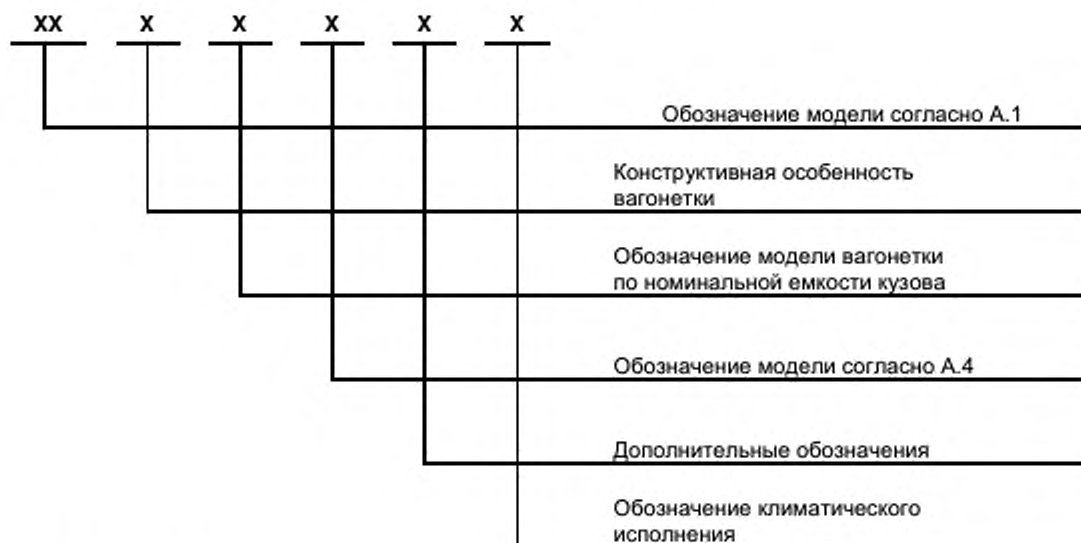 XX X X X X X
Обозначение модели согласно А.1
Конструктивная особенность
вагонетки
Обозначение модели вагонетки
по номинальной емкости кузова
Обозначение модели согласно А.4
Дополнительные обозначения
Обозначение климатического
исполнения